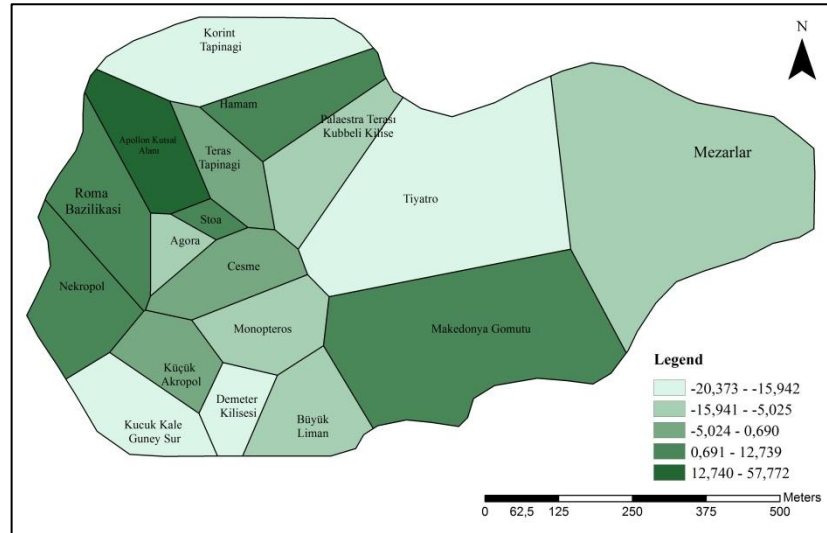 Korint
Tapinagi
N
Hamam
Palaestra Terası
Kubbeli Kilise
Apollon Kutsal
Alanı
Teras
Tapinagi
Mezarlar
Roma
Bazilikasi
Stoa
Tiyatro
Agora
Cesme
Nekropol
Monopteros
Makedonya Gomutu
Küçük
Akropol
Demeter
Kilisesi
Kucuk Kale
Guney Sur
Büyük
Liman
Legend
-20,373 - -15,942
-15,941 - -5,025
-5,024 - 0,690
0,691 - 12,739
12,740 - 57,772
Meters
0 62,5 125 250 375 500